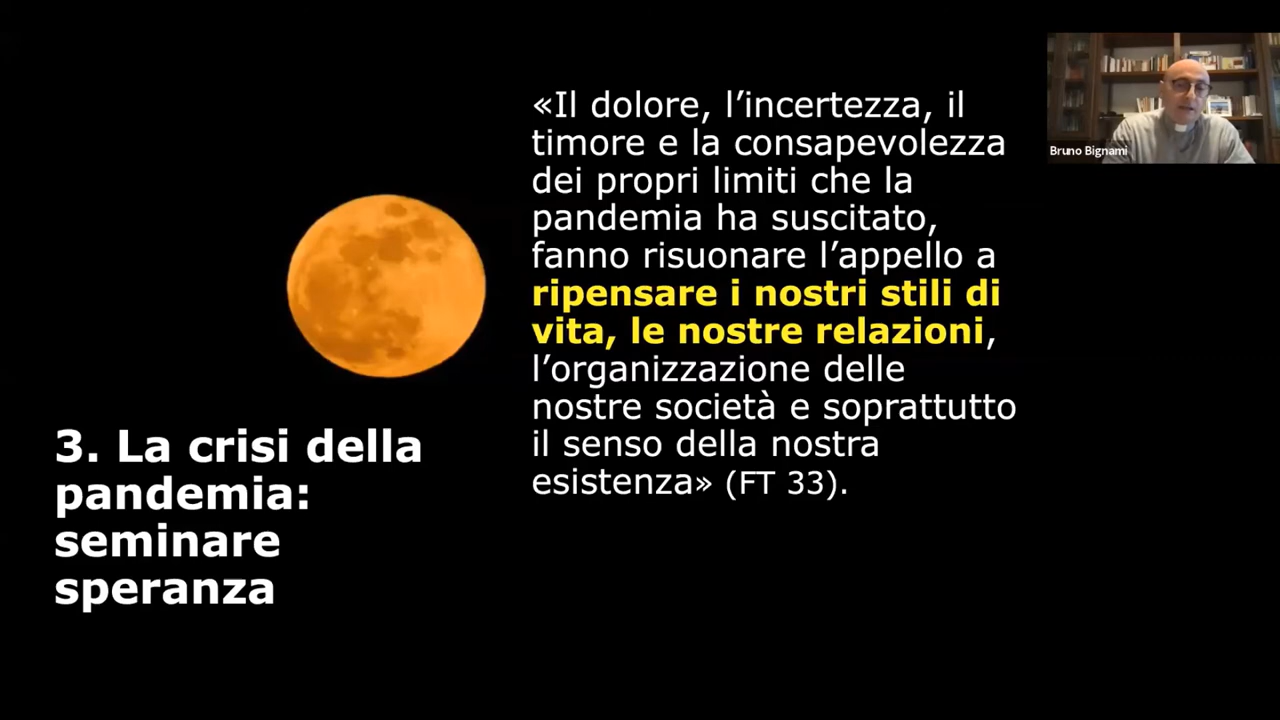 «Il dolore, l’incertezza, il
timore e la consapevolezza
dei propri limiti che la
pandemia ha suscitato,
fanno risuonare l’appello a
ripensare i nostri stili di
vita, le nostre relazioni,
l’organizzazione delle
nostre società e soprattutto
il senso della nostra
esistenza» (FT 33).
3. La crisi della
pandemia:
seminare
speranza
Bruno Bignami